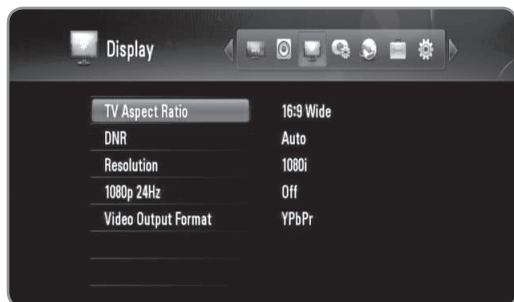 Display
TV Aspect Ratio 16:9 Wide
DNR Auto
Resolution 1080i
1080p 24Hz Off
Video Output Format YPbPr